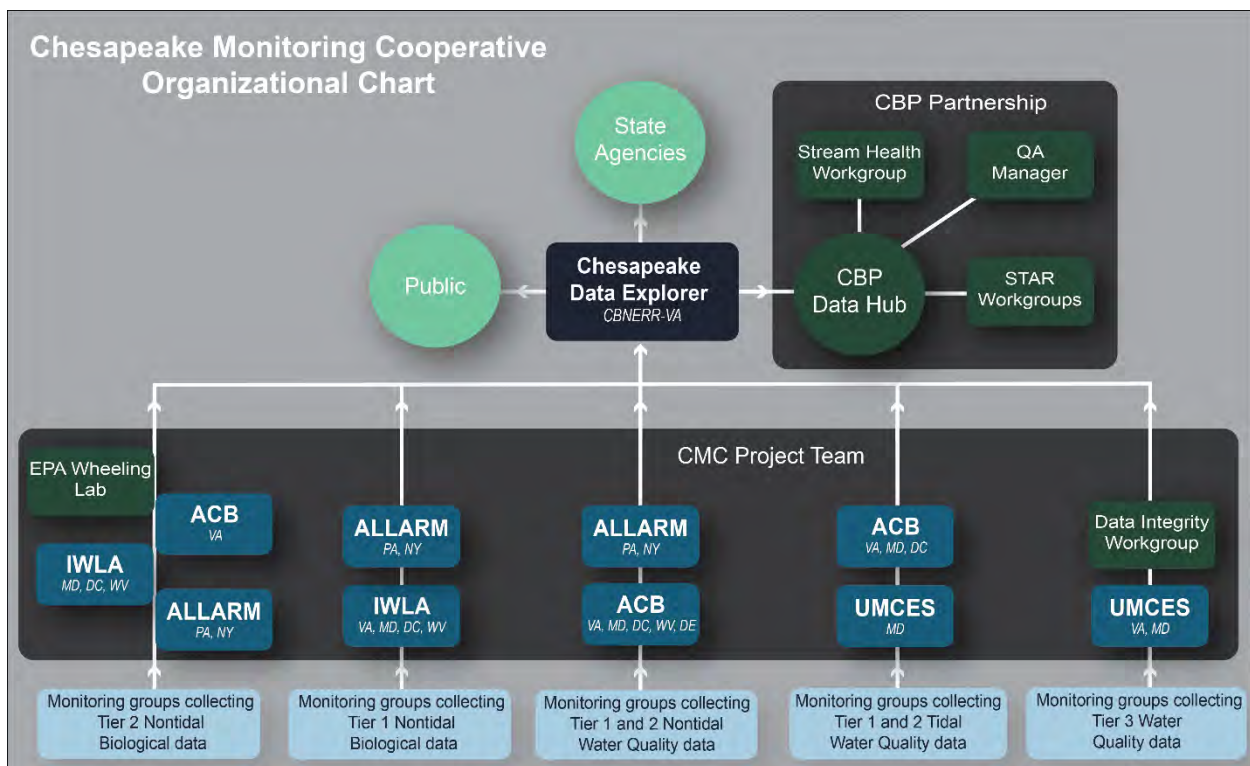 Chesapeake Monitoring Cooperative
Organizational Chart
State
Agencies
Public
Chesapeake
Data Explorer
CBNERR-VA
CBP Partnership
Stream Health
Workgroup
QA
Manager
CBP
Data Hub
STAR
Workgroups
CMC Project Team
EPA Wheeling
Lab
ACB
VA
IWLA
MD, DC, WV
ALLARM
PA, NY
ALLARM
PA, NY
IWLA
VA, MD, DC, WV
ALLARM
PA, NY
ACB
VA, MD, DC, WV, DE
ACB
VA, MD, DC
UMCES
MD
Data Integrity
Workgroup
UMCES
VA, MD
Monitoring groups collecting
Tier 2 Nontidal
Biological data
Monitoring groups collecting
Tier 1 Nontidal
Biological data
Monitoring groups collecting
Tier 1 and 2 Nontidal
Water Quality data
Monitoring groups collecting
Tier 1 and 2 Tidal
Water Quality data
Monitoring groups collecting
Tier 3 Water
Quality data